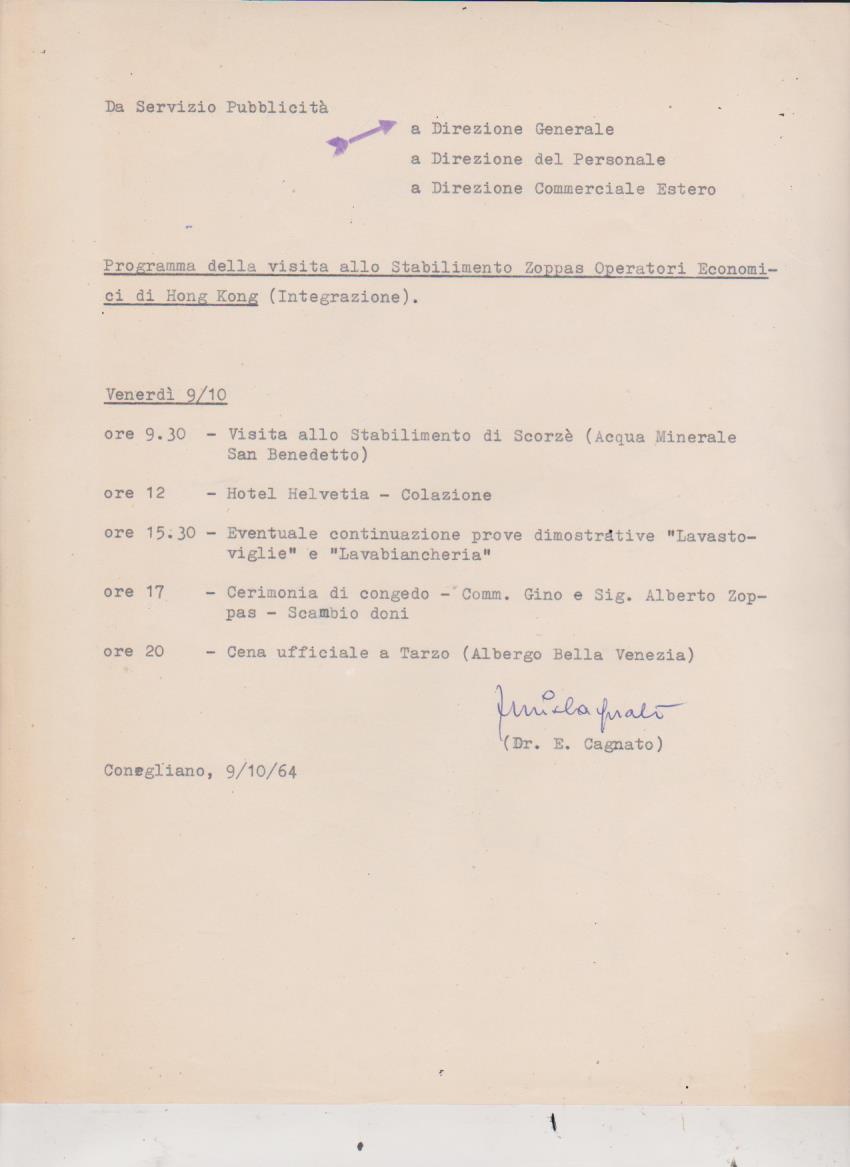 Da Servizio Pubblicità
a Direzione Generale
a Direzione del Personale
a Direzione Commerciale Estero
Programma della visita allo Stabilimento Zoppas Operatori Economi-
ci di Hong Kong (Integrazione).
Venerdì 9/10
ore 9.30 - Visita allo Stabilimento di Scorzè (Acqua Minerale
San Benedetto)
ore 12 - Hotel Helvetia - Colazione
ore 15.30 - Eventuale continuazione prove dimostrative "Lavasto-
viglie" e "Lavabiancheria"
ore 17 - Cerimonia di congedo - Comm. Gino e Sig. Alberto Zop-
pas - Scambio doni
ore 20 - Cena ufficiale a Tarzo (Albergo Bella Venezia)
(Dr. E. Cagnato)
Conegliano, 9/10/64